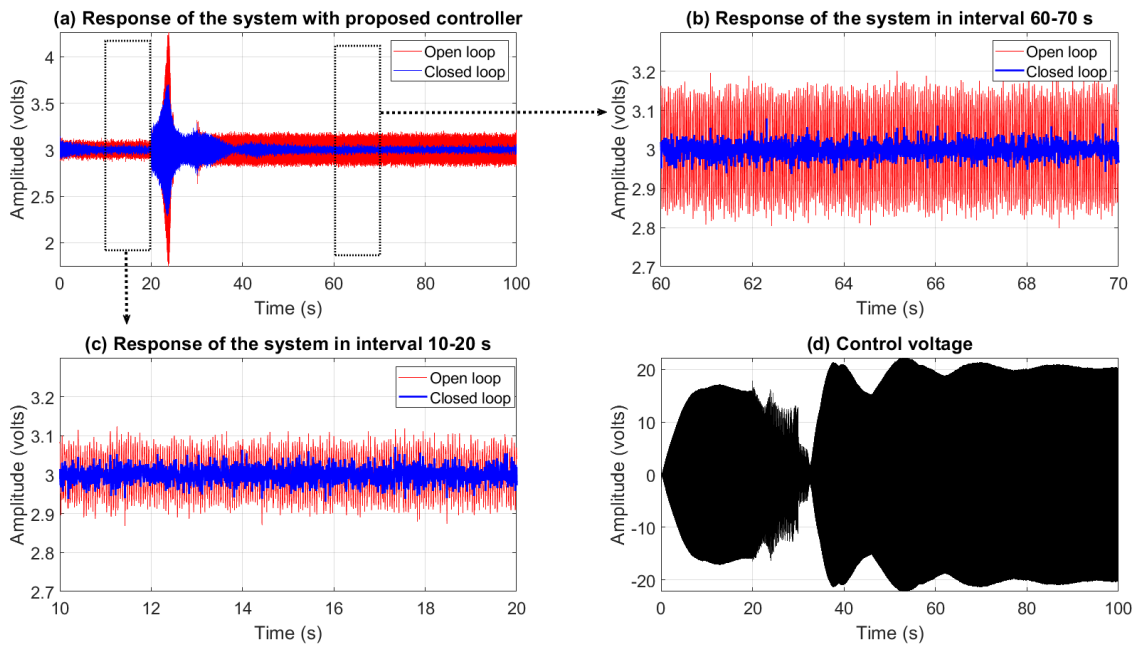 (a) Response of the system with proposed controller
Amplitude (volts)
4
3.5
3
2.5
2
Open loop
Closed loop
0 20 40 60 80 100
Time (s)
(b) Response of the system in interval 60-70 s
Amplitude (volts)
3.2
3.1
3
2.9
2.8
2.7
Open loop
Closed loop
60 62 64 66 68 70
Time (s)
(c) Response of the system in interval 10-20 s
Amplitude (volts)
3.2
3.1
3
2.9
2.8
2.7
Open loop
Closed loop
10 12 14 16 18 20
Time (s)
(d) Control voltage
Amplitude (volts)
20
10
0
-10
-20
0 20 40 60 80 100
Time (s)